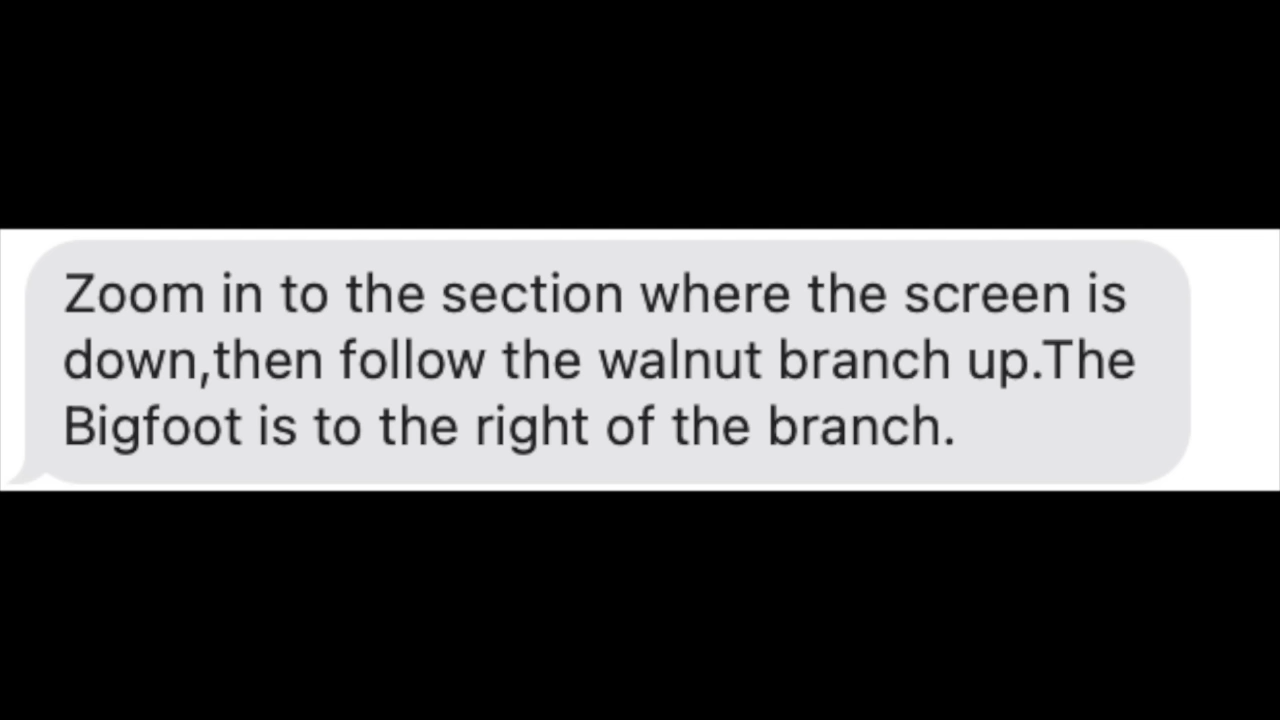 Zoom in to the section where the screen is
down,then follow the walnut branch up.The
Bigfoot is to the right of the branch.